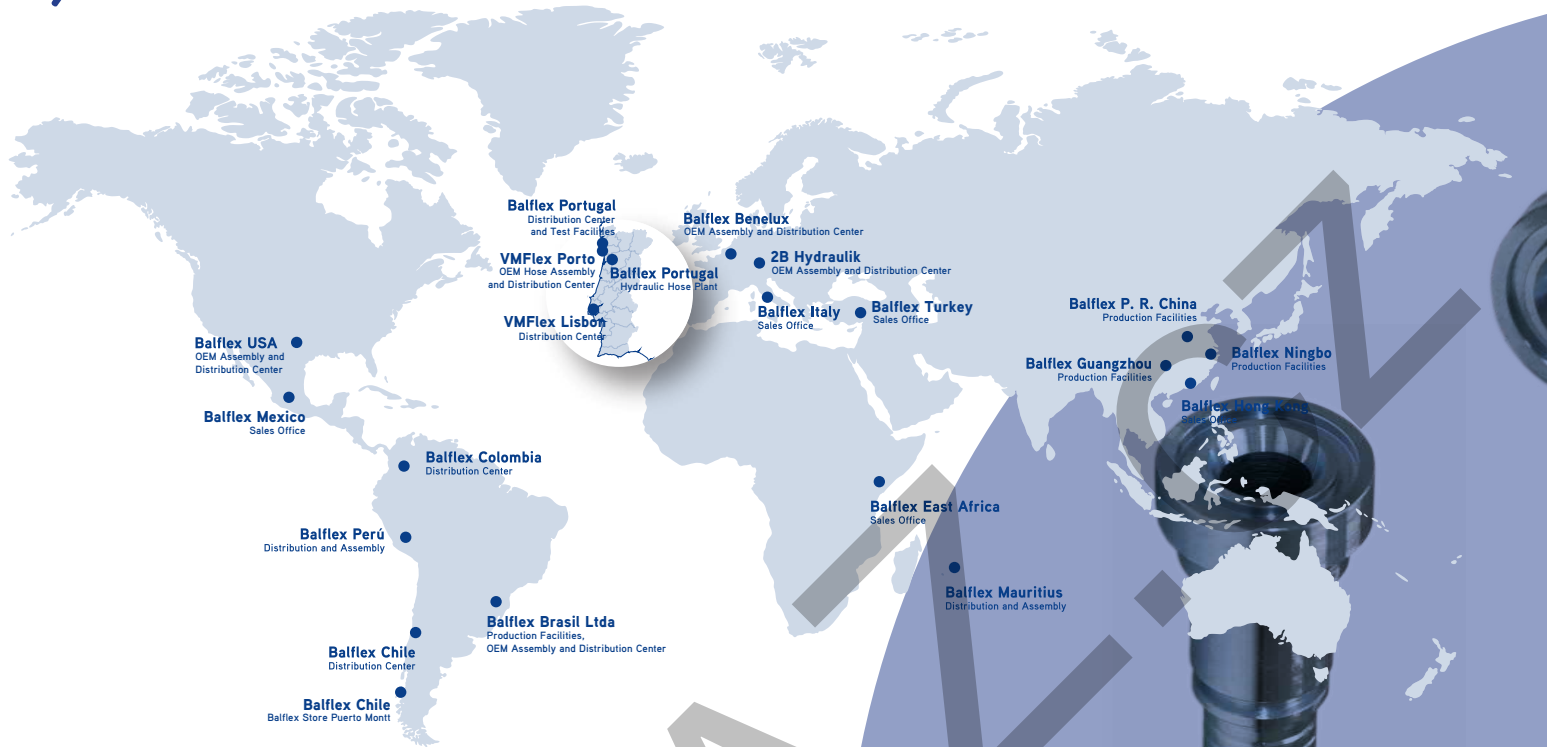 Balflex Portugal
Distribution Center
and Test Facilities
VMFlex Porto
OEM Hose Assembly
and Distribution Center
Balflex Portugal
Hydraulic Hose Plant
VMFlex Lisbon
Distribution Center
Balflex Benelux
OEM Assembly and Distribution Center
2B Hydraulik
OEM Assembly and Distribution Center
Balflex Italy
Sales Office
Balflex Turkey
Sales Office
Balflex P. R. China
Production Facilities
Balflex Ningbo
Production Facilities
Balflex Guangzhou
Production Facilities
Balflex Hong Kong
Sales Office
Balflex USA
OEM Assembly and
Distribution Center
Balflex Mexico
Sales Office
Balflex Colombia
Distribution Center
Balflex East Africa
Sales Office
Balflex Perú
Distribution and Assembly
Balflex Mauritius
Distribution and Assembly
Balflex Brasil Ltda
Production Facilities,
OEM Assembly and Distribution Center
Balflex Chile
Distribution Center
Balflex Chile
Balflex Store Puerto Montt